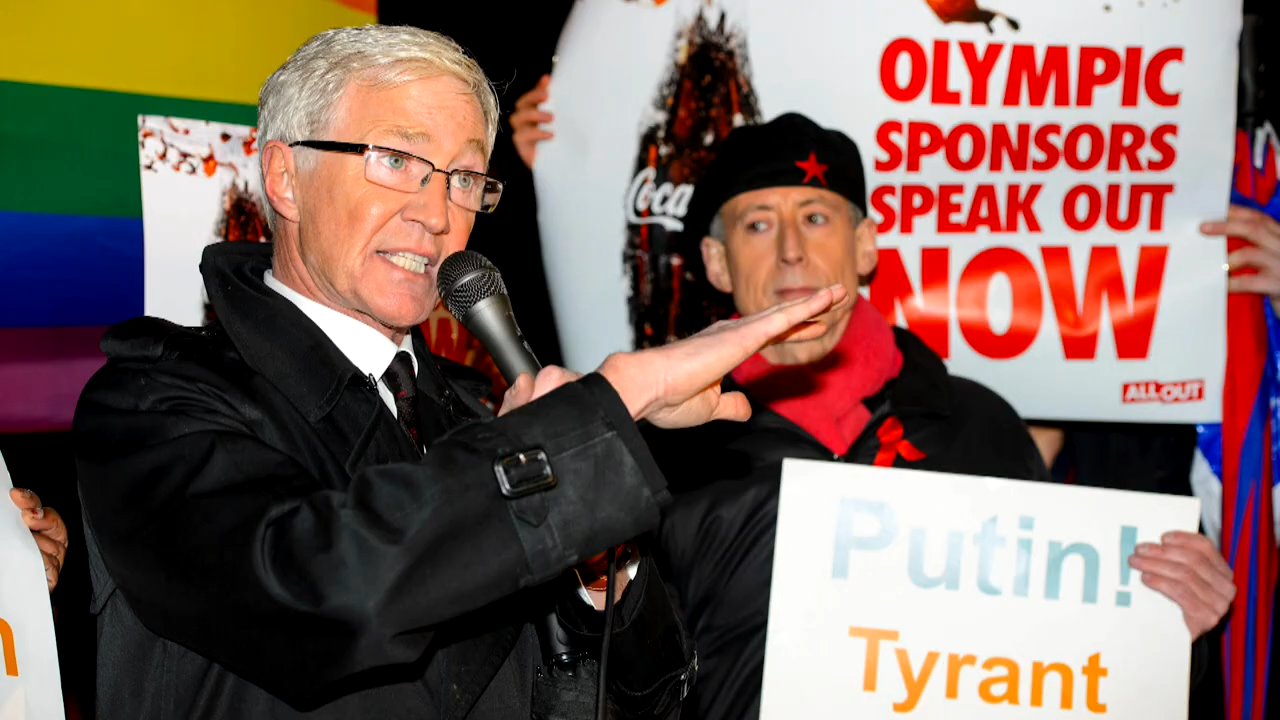 Coca
OLYMPIC
SPONSORS
SPEAK OUT
NOW
ALL OUT
Putin!
Tyrant